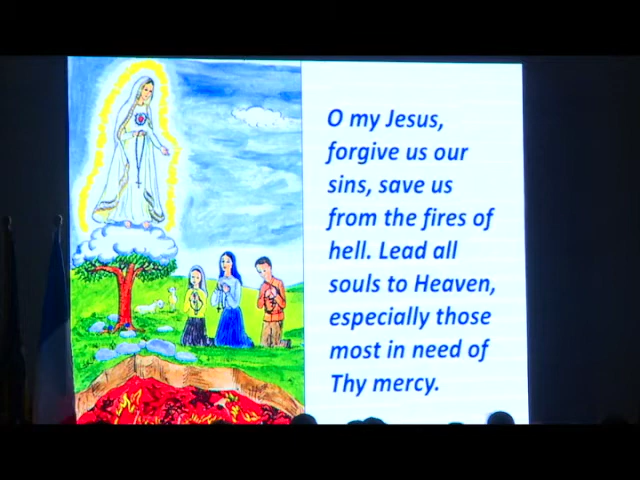 O my Jesus,
forgive us our
sins, save us
from the fires of
hell. Lead all
souls to Heaven,
especially those
most in need of
Thy mercy.